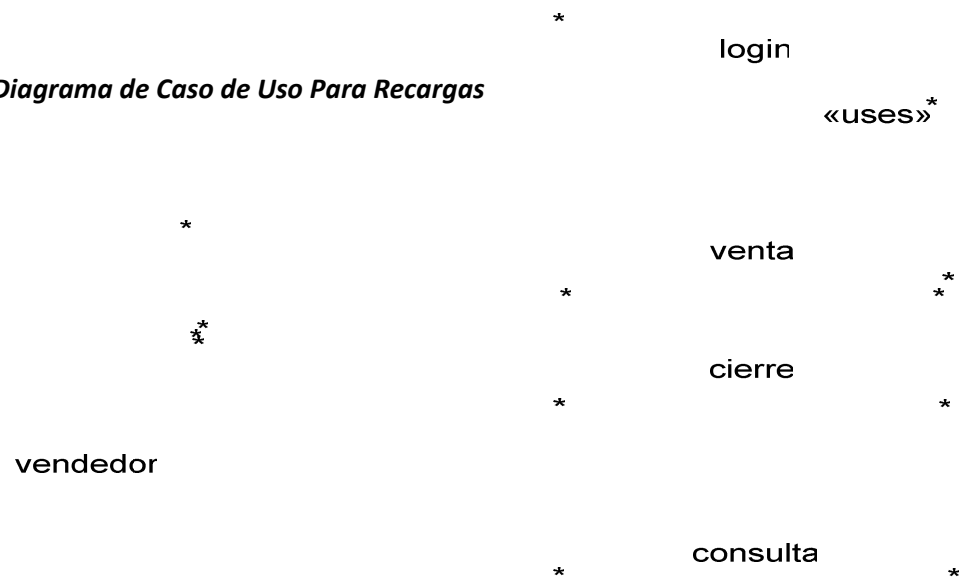 *
login
Diagrama de Caso de Uso Para Recargas
«uses»*
*
venta
*
* *
*
*
*
cierre
* *
vendedor
consulta
* *